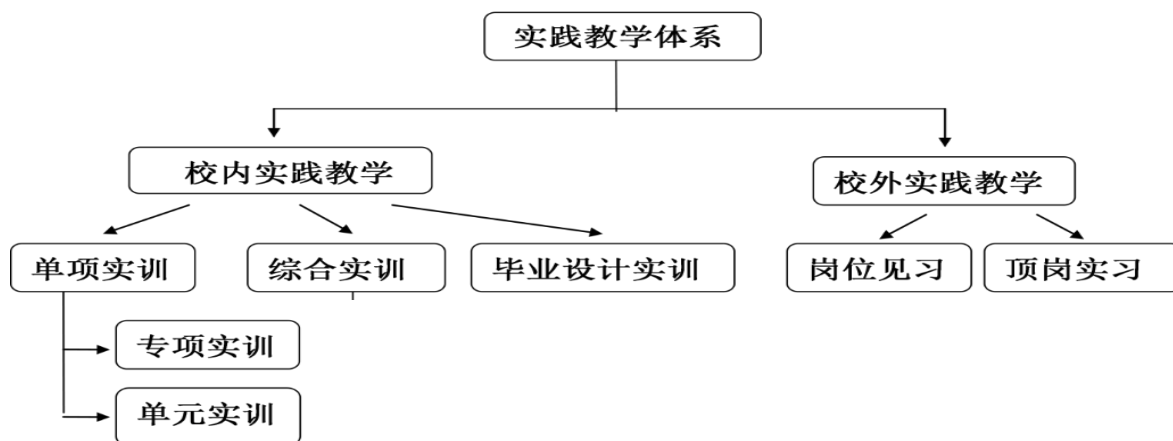 实践教学体系
校内实践教学
校外实践教学
单项实训
综合实训
毕业设计实训
岗位见习
顶岗实习
专项实训
单元实训